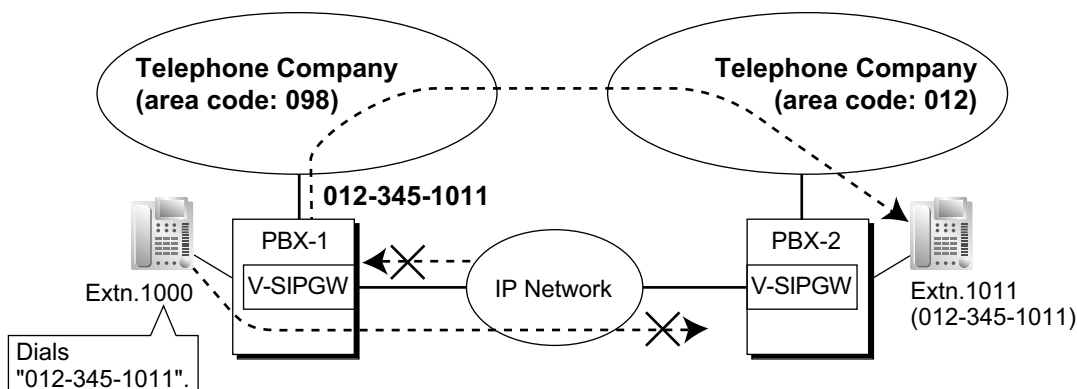 Telephone Company
(area code: 098)
Telephone Company
(area code: 012)
012-345-1011
PBX-1
V-SIPGW
IP Network
PBX-2
V-SIPGW
Extn.1000
Extn.1011
(012-345-1011)
Dials
"012-345-1011".